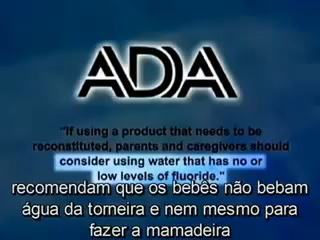 ADA
"If using a product that needs to be
reconstituted, parents and caregivers should
consider using water that has no or
low levels of fluoride."
recomendam que os bebês não bebam
água da torneira e nem mesmo para
fazer a mamadeira